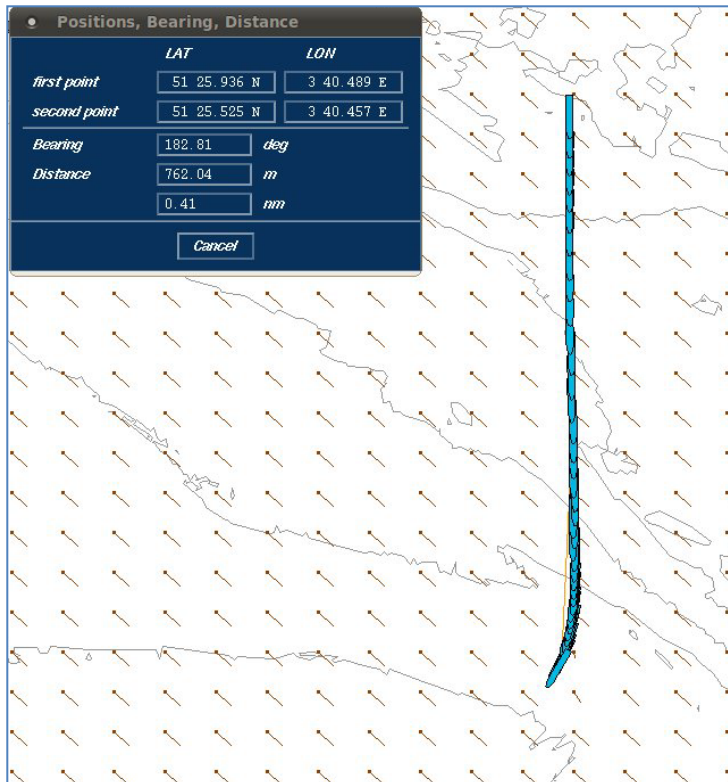 Positions, Bearing, Distance
LAT LON
first point 51 25.936 N 3 40.489 E
second point 51 25.525 N 3 40.457 E
Bearing 182.81 deg
Distance 762.04 m
0.41 nm
Cancel